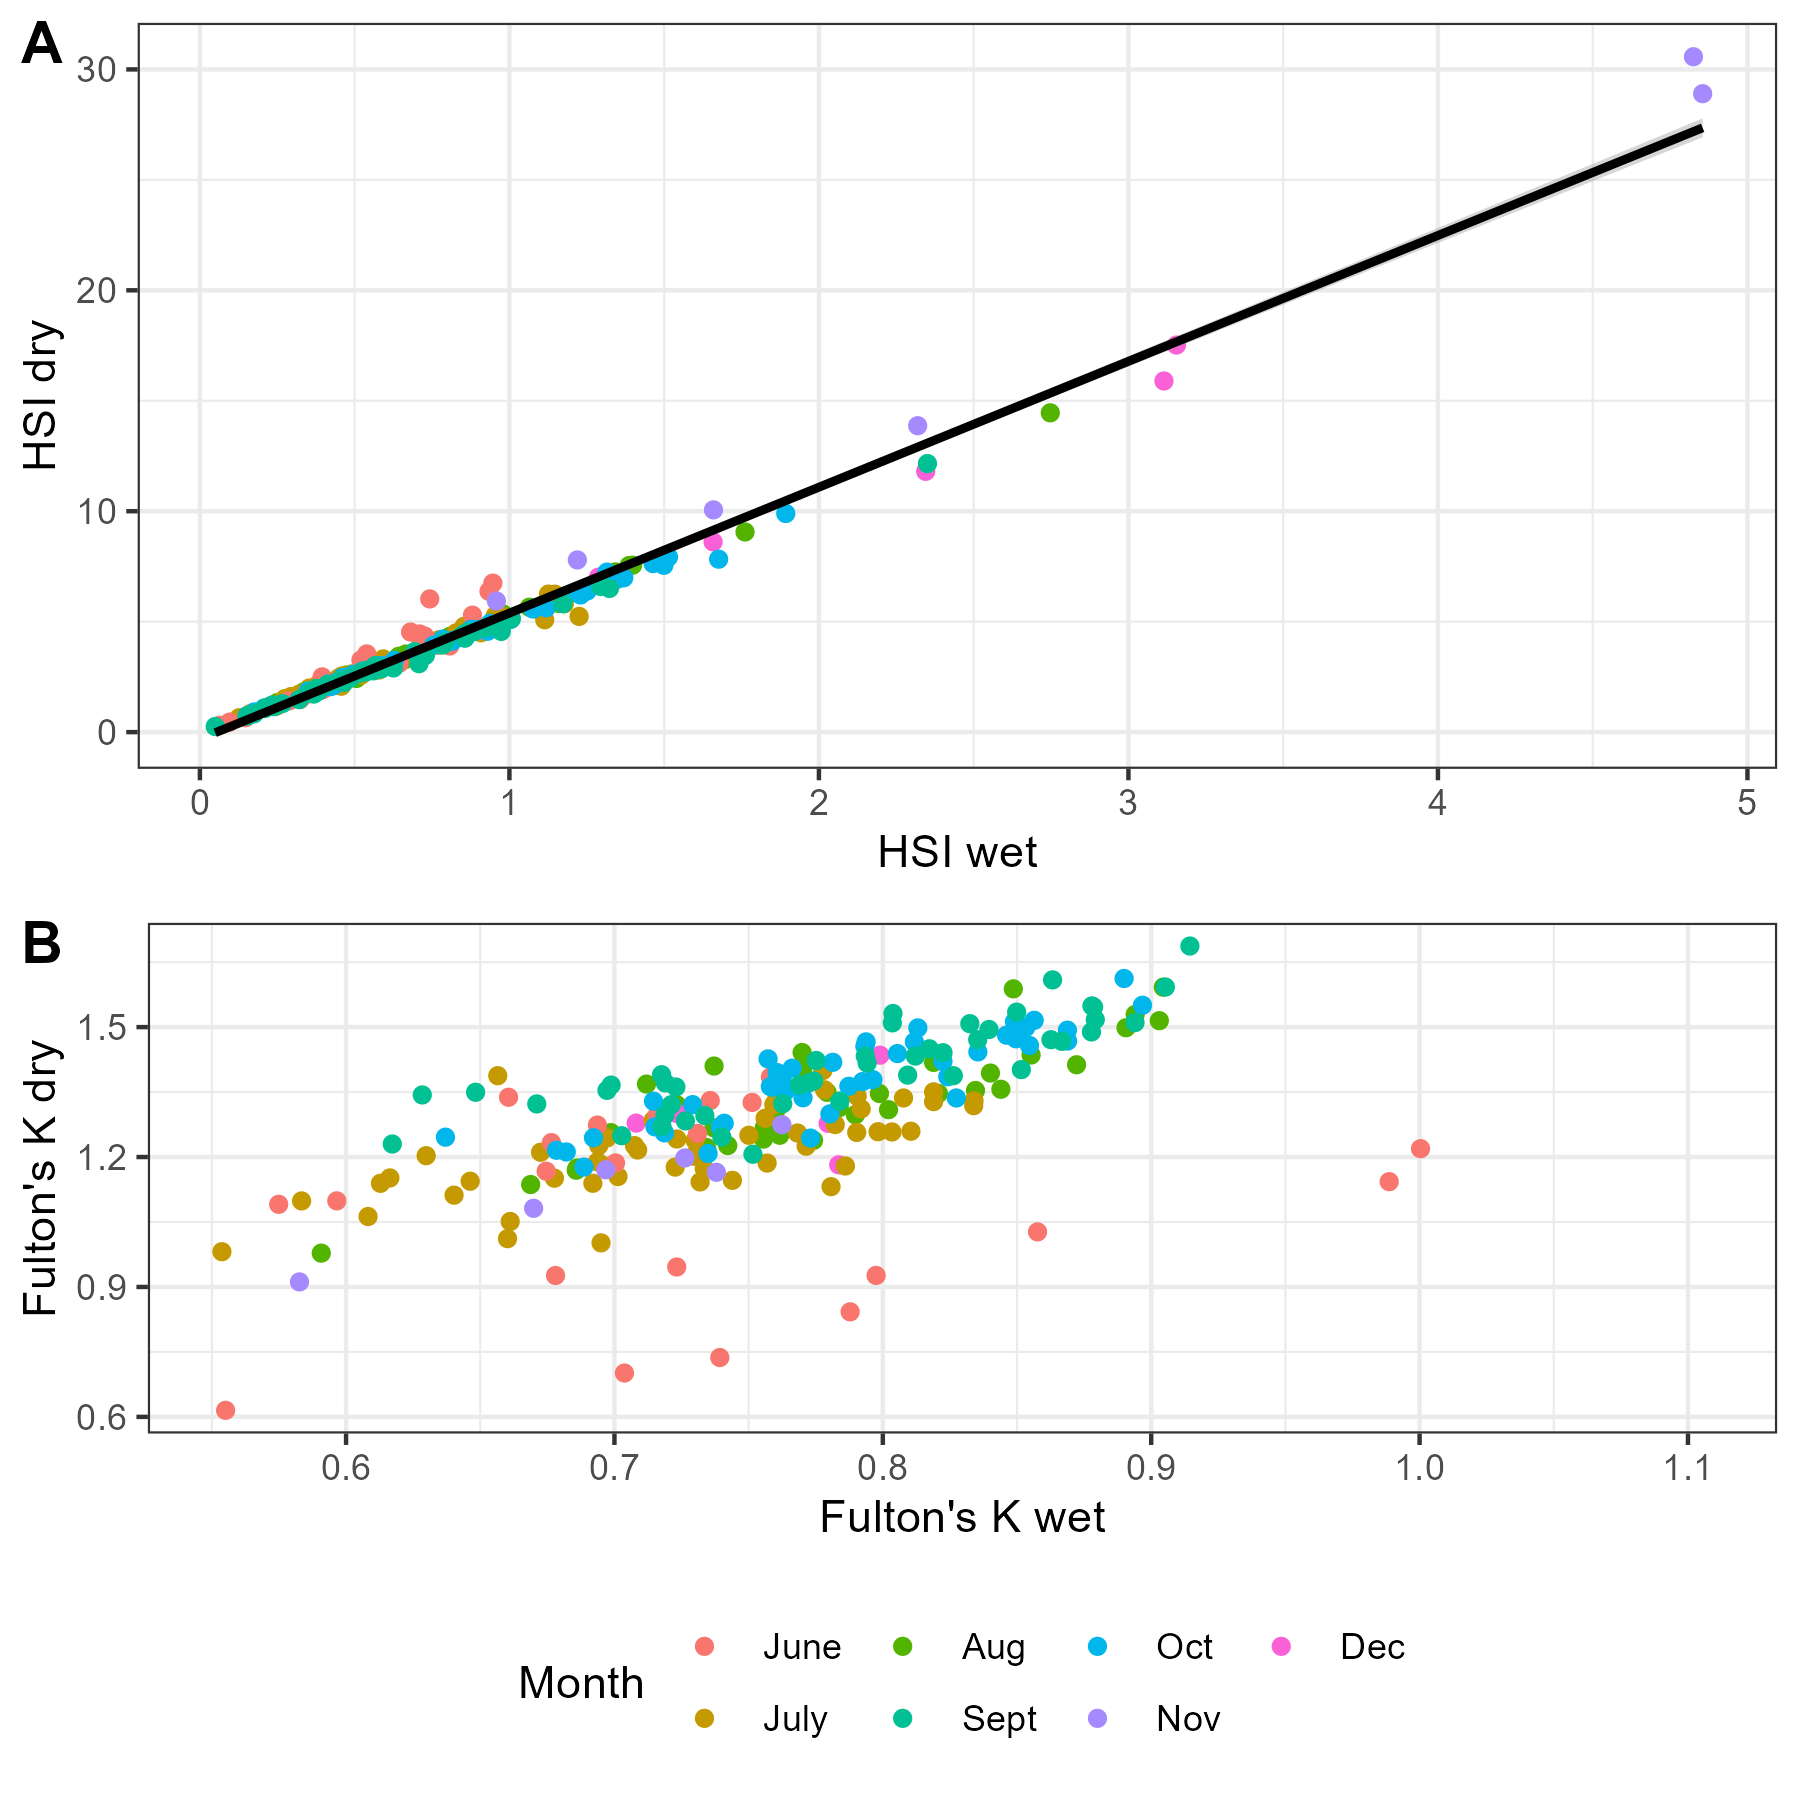 A
30
20
10
0
HSI dry
0 1 2 3 4 5
HSI wet
B
1.5
1.2
0.9
0.6
Fulton's K dry
0.6 0.7 0.8 0.9 1.0 1.1
Fulton's K wet
Month
June Aug Oct Dec
July Sept Nov